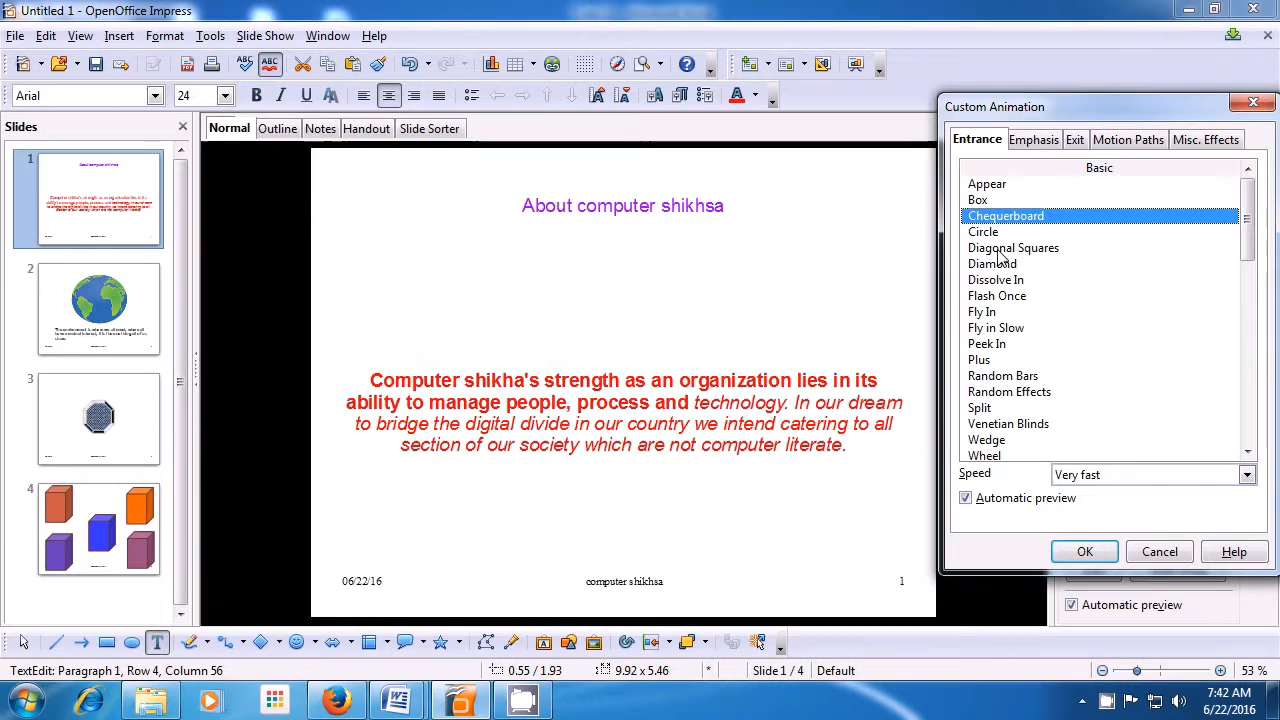 Untitled 1 - OpenOffice Impress
File Edit View Insert Format Tools Slide Show Window Help
Arial 24
Slides
Normal Outline Notes Handout Slide Sorter
1
2
3
4
About computer shikhsa
Computer shikha's strength as an organization lies in its
ability to manage people, process and technology. In our dream
to bridge the digital divide in our country we intend catering to all
section of our society which are not computer literate.
06/22/16 computer shikhsa 1
Custom Animation
Entrance Emphasis Exit Motion Paths Misc. Effects
Basic
Appear
Box
Chequerboard
Circle
Diagonal Squares
Diamond
Dissolve In
Flash Once
Fly In
Fly in Slow
Peek In
Plus
Random Bars
Random Effects
Split
Venetian Blinds
Wedge
Wheel
Speed Very fast
Automatic preview
OK Cancel Help
Automatic preview
TextEdit: Paragraph 1, Row 4, Column 56 0.55 / 1.93 9.92 x 5.46 * Slide 1 / 4 Default 53 %
7:42 AM
6/22/2016